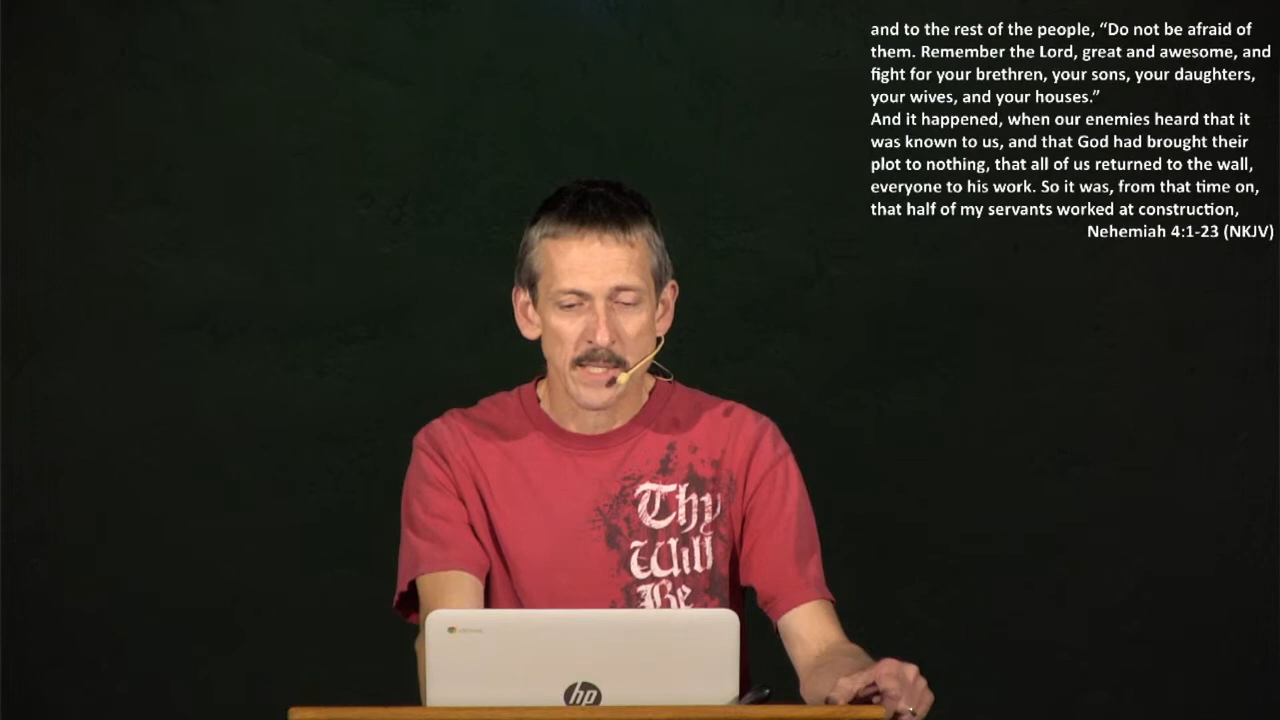 and to the rest of the people, “Do not be afraid of
them. Remember the Lord, great and awesome, and
fight for your brethren, your sons, your daughters,
your wives, and your houses.”
And it happened, when our enemies heard that it
was known to us, and that God had brought their
plot to nothing, that all of us returned to the wall,
everyone to his work. So it was, from that time on,
that half of my servants worked at construction,
Nehemiah 4:1-23 (NKJV)
Thy
Will
Be
hp